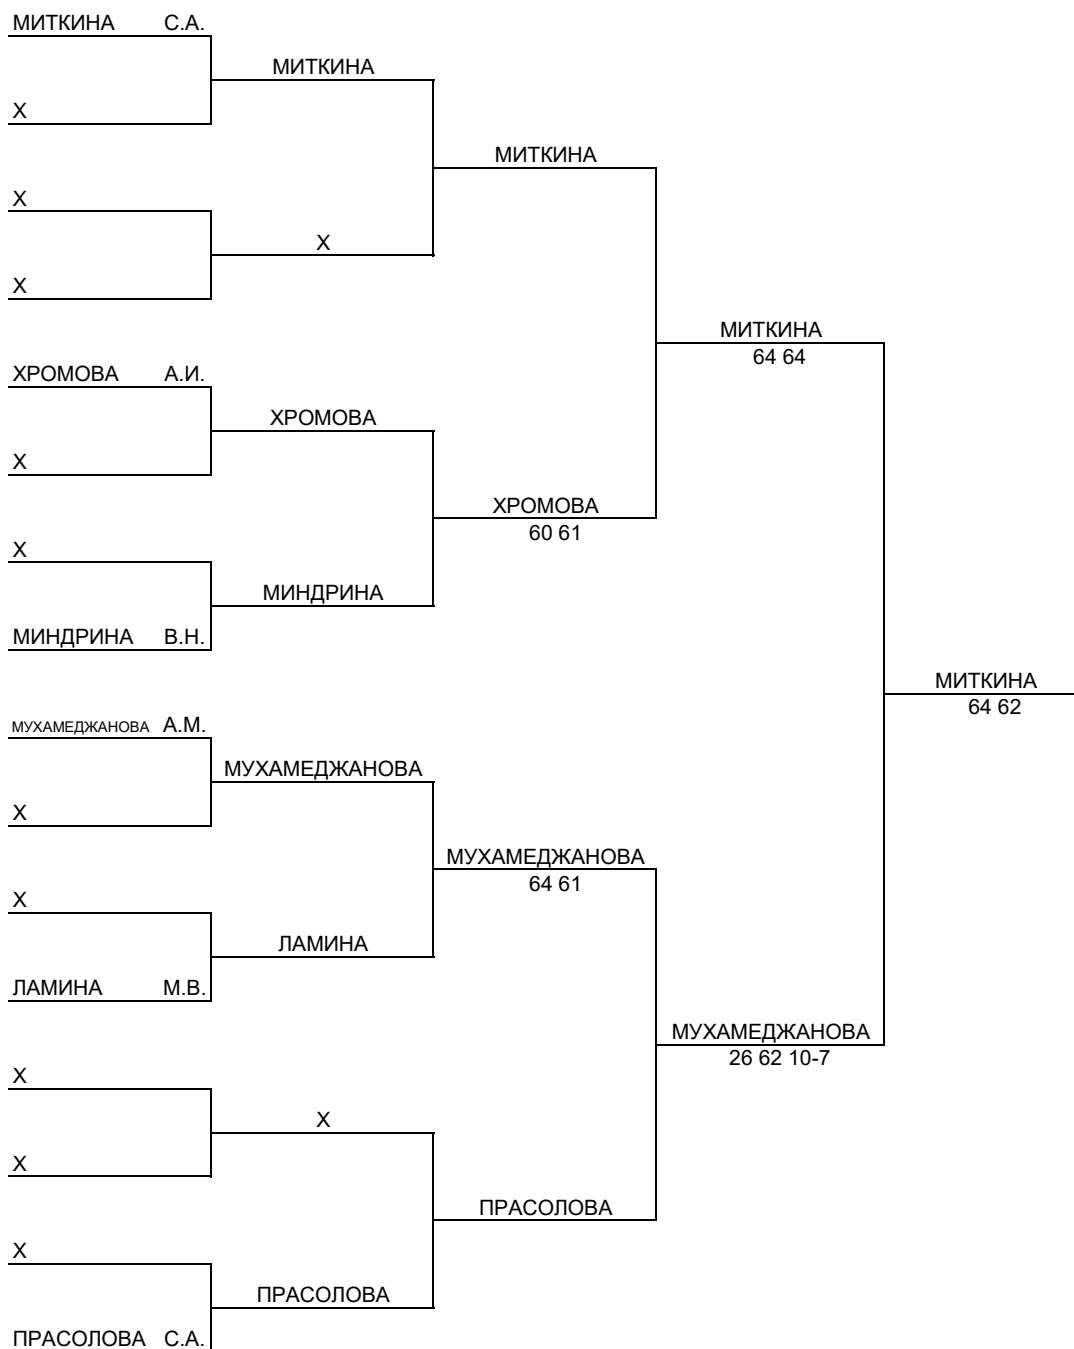 МИТКИНА С.А.
МИТКИНА
Х
МИТКИНА
Х
Х
Х
МИТКИНА
64 64
ХРОМОВА А.И.
ХРОМОВА
Х
ХРОМОВА
60 61
Х
МИНДРИНА
МИНДРИНА В.Н.
МИТКИНА
64 62
МУХАМЕДЖАНОВА А.М.
МУХАМЕДЖАНОВА
Х
МУХАМЕДЖАНОВА
64 61
Х
ЛАМИНА
ЛАМИНА М.В.
МУХАМЕДЖАНОВА
26 62 10-7
Х
Х
Х
ПРАСОЛОВА
Х
ПРАСОЛОВА
ПРАСОЛОВА С.А.